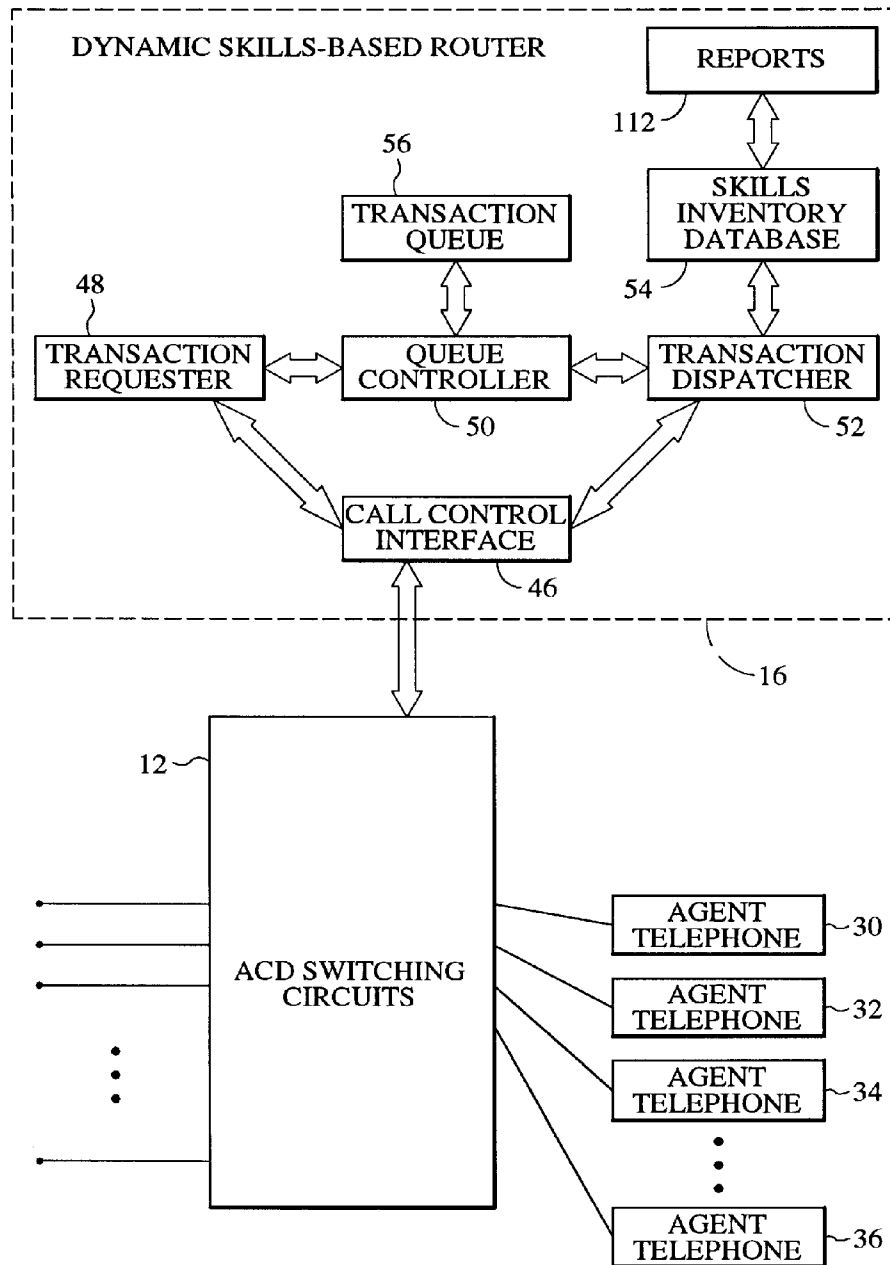 DYNAMIC SKILLS-BASED ROUTER
REPORTS
112
56
TRANSACTION
QUEUE
SKILLS
INVENTORY
DATABASE
54
48
TRANSACTION
REQUESTER
QUEUE
CONTROLLER
50
TRANSACTION
DISPATCHER
52
CALL CONTROL
INTERFACE
46
16
12
ACD SWITCHING
CIRCUITS
AGENT
TELEPHONE
30
AGENT
TELEPHONE
32
AGENT
TELEPHONE
34
AGENT
TELEPHONE
36